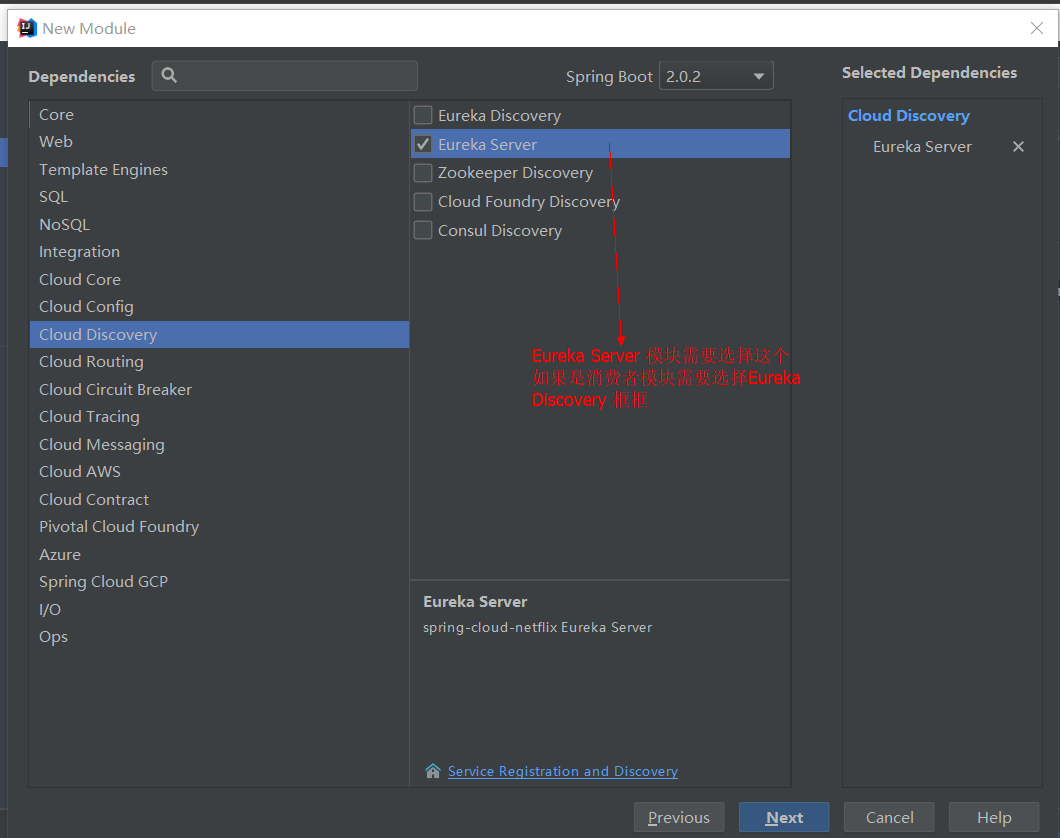 New Module
Dependencies
Spring Boot 2.0.2
Selected Dependencies
Core
Web
Template Engines
SQL
NoSQL
Integration
Cloud Core
Cloud Config
Cloud Discovery
Cloud Routing
Cloud Circuit Breaker
Cloud Tracing
Cloud Messaging
Cloud AWS
Cloud Contract
Pivotal Cloud Foundry
Azure
Spring Cloud GCP
I/O
Ops
Eureka Discovery
Eureka Server
Zookeeper Discovery
Cloud Foundry Discovery
Consul Discovery
Eureka Server 模块需要选择这个
如果是消费者模块需要选择Eureka
Discovery 框框
Eureka Server
spring-cloud-netflix Eureka Server
Service Registration and Discovery
Cloud Discovery
Eureka Server
Previous
Next
Cancel
Help